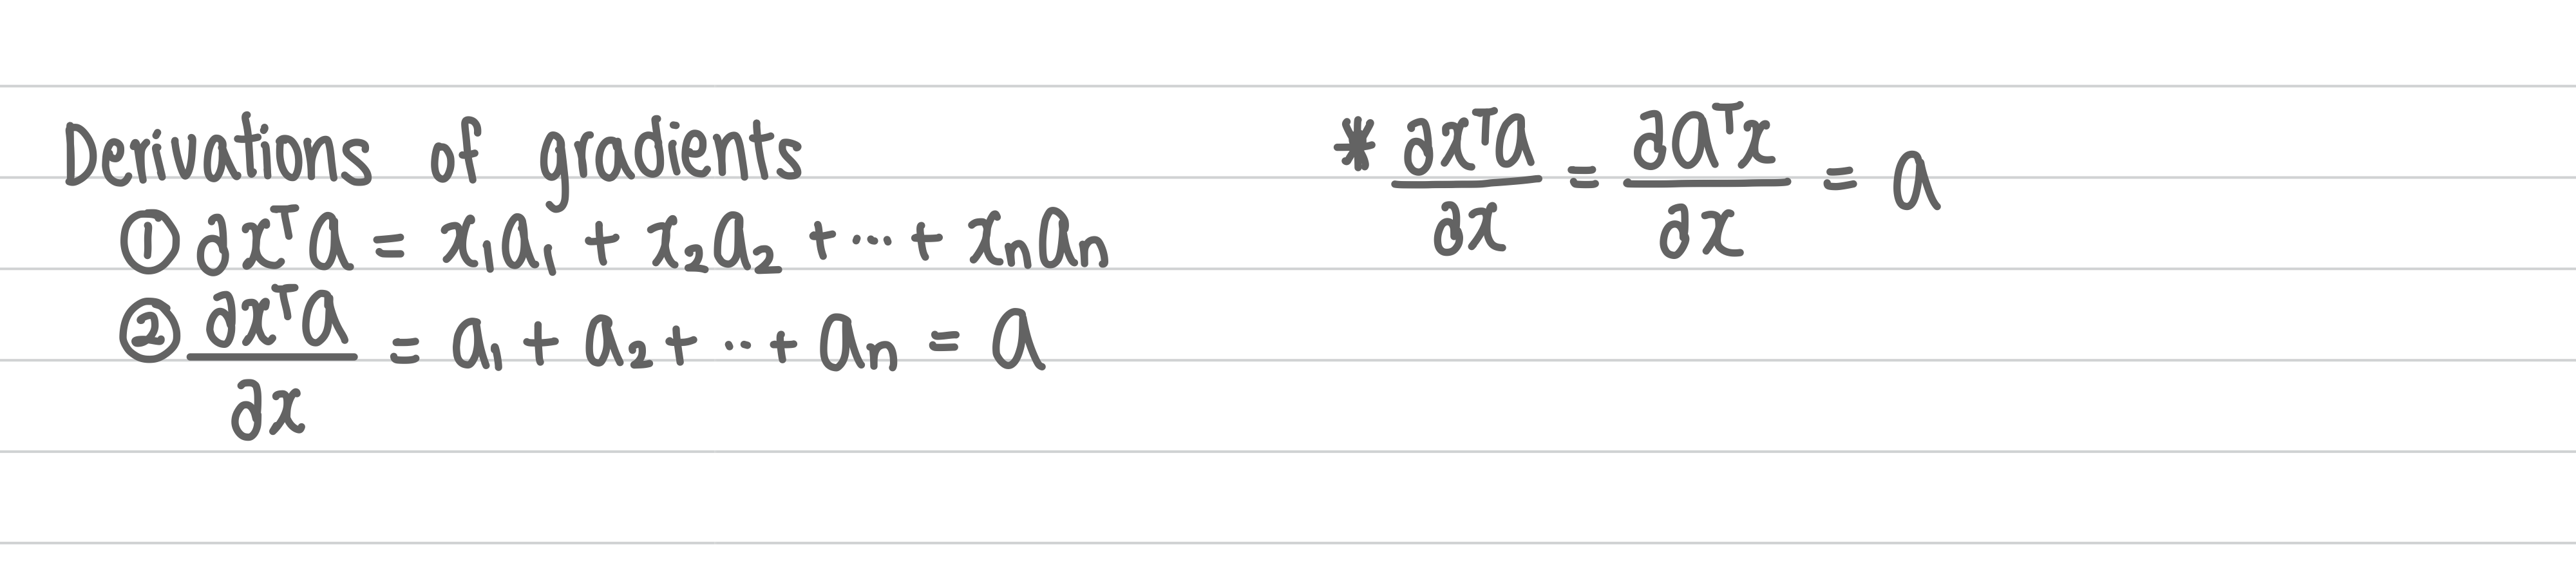 Derivations of gradients
① ∂xᵀa = x₁a₁ + x₂a₂ + ··· + xₙaₙ
② ∂xᵀa/∂x = a₁ + a₂ + ·· + aₙ = a
* ∂xᵀa/∂x = ∂aᵀx/∂x = a